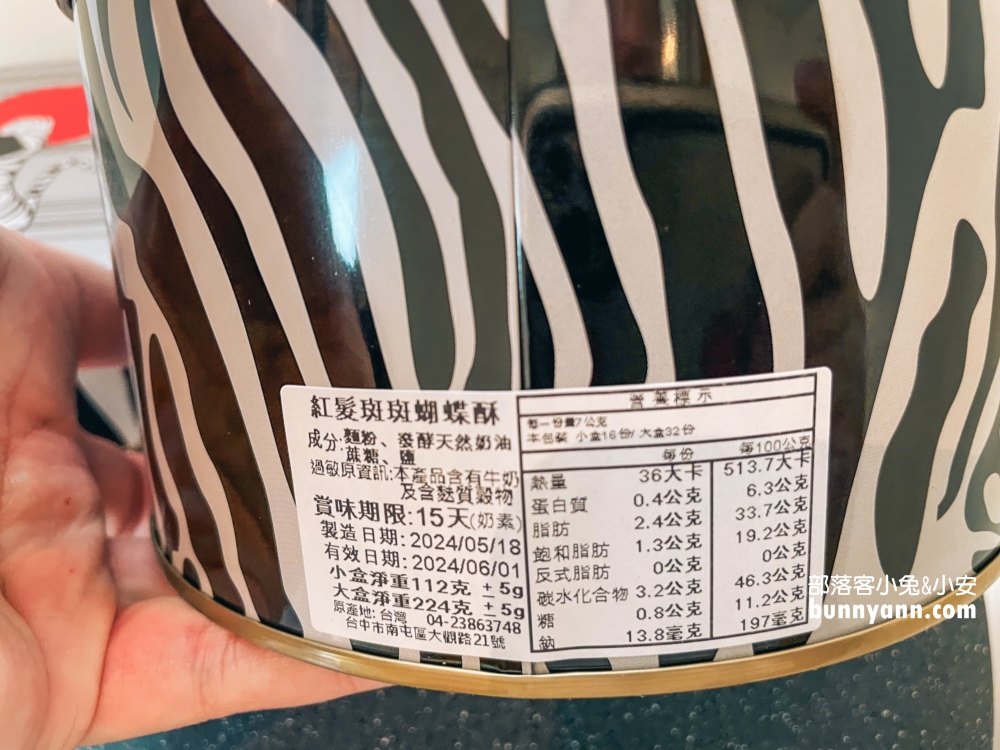 紅髮斑斑蝴蝶酥
成分:麵粉、發酵天然奶油
蔗糖、鹽
過敏原資訊:本產品含有牛奶
及含麩質穀物
賞味期限:15天(奶素)
製造日期:2024/05/18
有效日期:2024/06/01
小盒淨重112克 ± 5g
大盒淨重224克 ± 5g
原產地:台灣 04-23863748
台中市南屯區大觀路21號
營養標示
每一份量7公克
本包裝 小盒16份/ 大盒32份
每份 每100公克
熱量 36大卡 513.7大卡
蛋白質 0.4公克 6.3公克
脂肪 2.4公克 33.7公克
飽和脂肪 1.3公克 19.2公克
反式脂肪 0公克 0公克
碳水化合物 3.2公克 46.3公克
糖 0.8公克 11.2公克
鈉 13.8毫克 197毫克
部落客小兔&小安
bunnyann.com